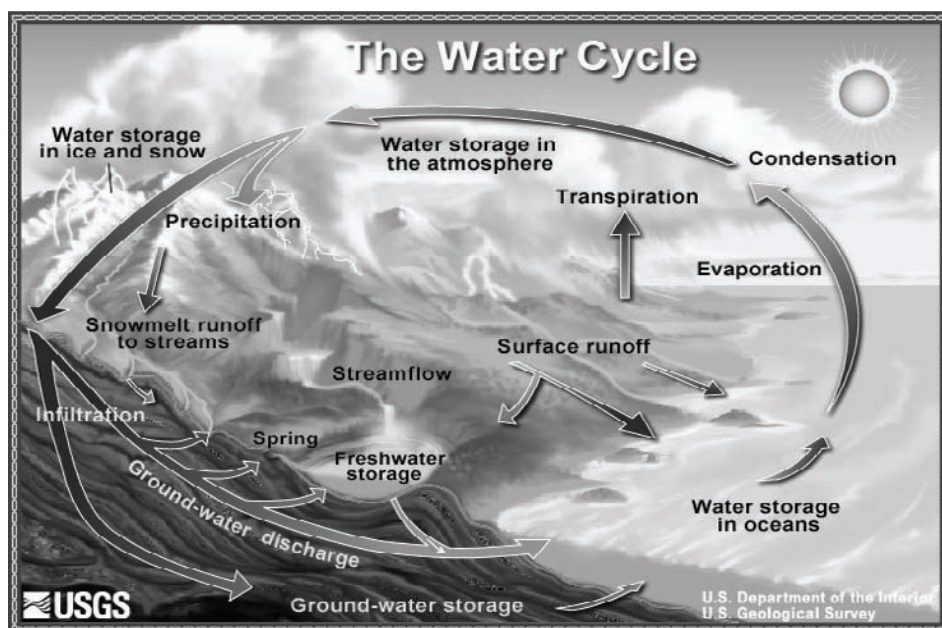 The Water Cycle
Water storage
in ice and snow
Water storage in
the atmosphere
Condensation
Transpiration
Precipitation
Evaporation
Snowmelt runoff
to streams
Surface runoff
Streamflow
Infiltration
Spring
Freshwater
storage
Ground-water discharge
Water storage
in oceans
Ground-water storage
USGS
U.S. Department of the Interior
U.S. Geological Survey